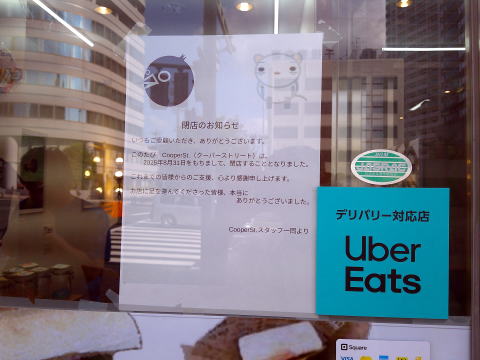 閉店のお知らせ
いつもご愛顧いただき、ありがとうございます。
このたび「CooperSt.（クーパーストリート）は、
2025年8月31日をもちまして、閉店することとなりました。
これまでの皆様からのご支援、心より感謝申し上げます。
お店に足を運んでくださった皆様、本当に
ありがとうございました。
CooperSt.スタッフ一同より
デリバリー対応店
Uber
Eats
Square
VISA